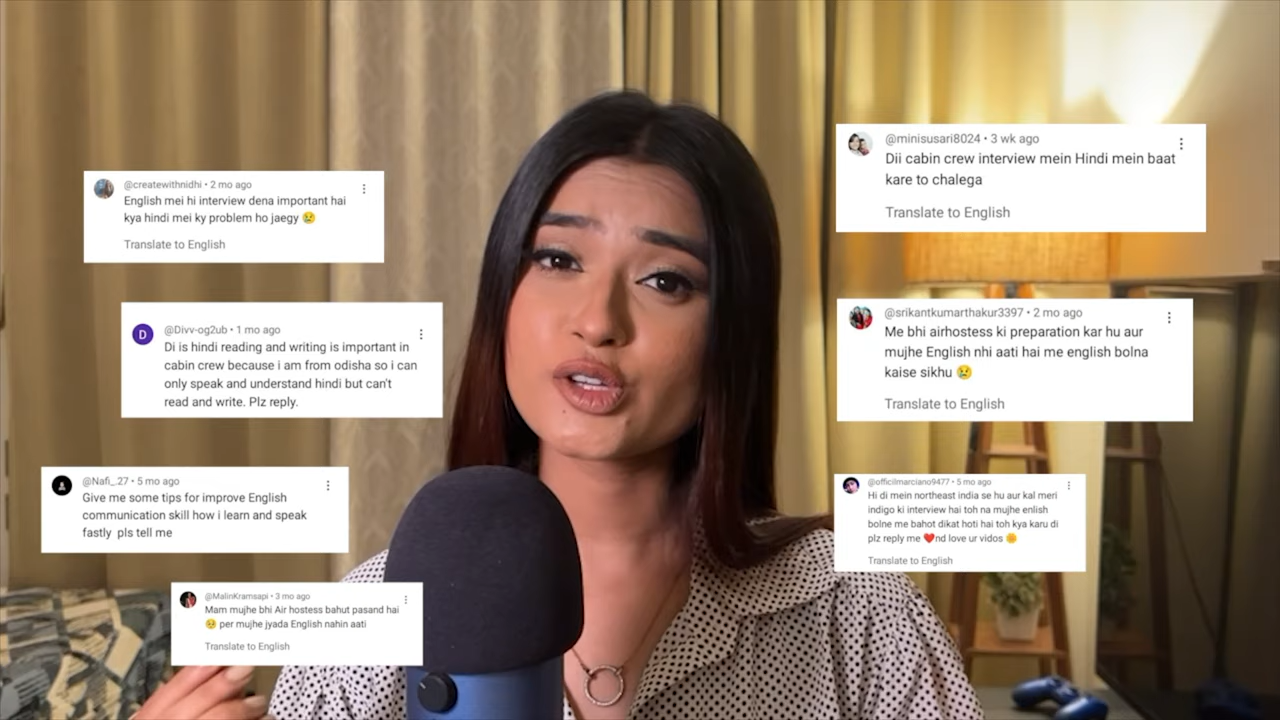 @createwithnidhi • 2 mo ago
English mei hi interview dena important hai
kya hindi mei ky problem ho jaegy 😢
Translate to English
D
@Divv-og2ub • 1 mo ago
Di is hindi reading and writing is important in
cabin crew because i am from odisha so i can
only speak and understand hindi but can't
read and write. Plz reply.
@Nafi_.27 • 5 mo ago
Give me some tips for improve English
communication skill how i learn and speak
fastly pls tell me
@MalinKramsapi • 3 mo ago
Mam mujhe bhi Air hostess bahut pasand hai
🥺 per mujhe jyada English nahin aati
Translate to English
@minisusari8024 • 3 wk ago
Dii cabin crew interview mein Hindi mein baat
kare to chalega
Translate to English
@srikantkumarthakur3397 • 2 mo ago
Me bhi airhostess ki preparation kar hu aur
mujhe English nhi aati hai me english bolna
kaise sikhu 😢
Translate to English
@officilmarciano9477 • 5 mo ago
Hi di mein northeast india se hu aur kal meri
indigo ki interview hai toh na mujhe enlish
bolne me bahot dikat hoti hai toh kya karu di
plz reply me ❤️nd love ur vidos 🌼
Translate to English